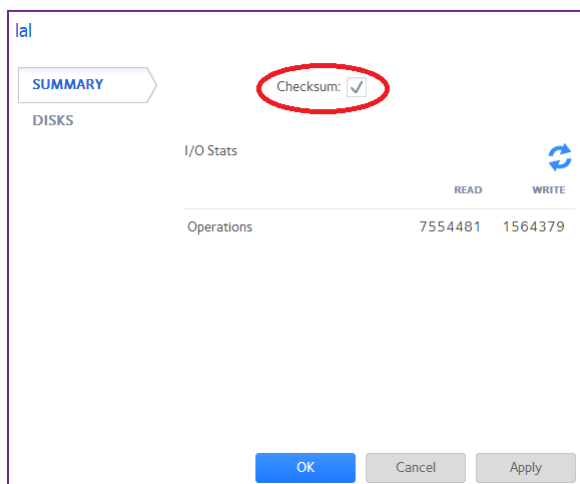 lal
SUMMARY
Checksum:
DISKS
I/O Stats
READ WRITE
Operations 7554481 1564379
OK Cancel Apply